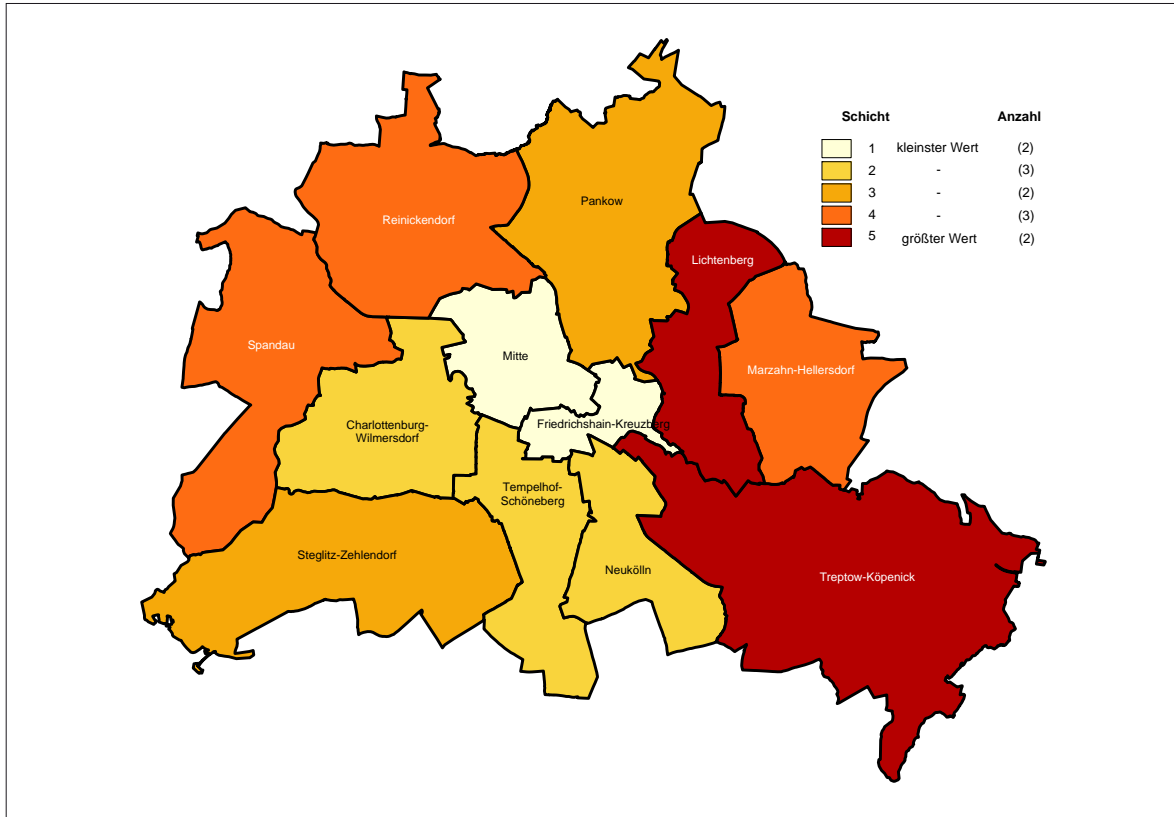 Schicht Anzahl
1 kleinster Wert (2)
2 - (3)
3 - (2)
4 - (3)
5 größter Wert (2)
Pankow
Reinickendorf
Lichtenberg
Spandau
Mitte
Marzahn-Hellersdorf
Charlottenburg-
Wilmersdorf
Friedrichshain-Kreuzberg
Tempelhof-
Schöneberg
Steglitz-Zehlendorf
Neukölln
Treptow-Köpenick